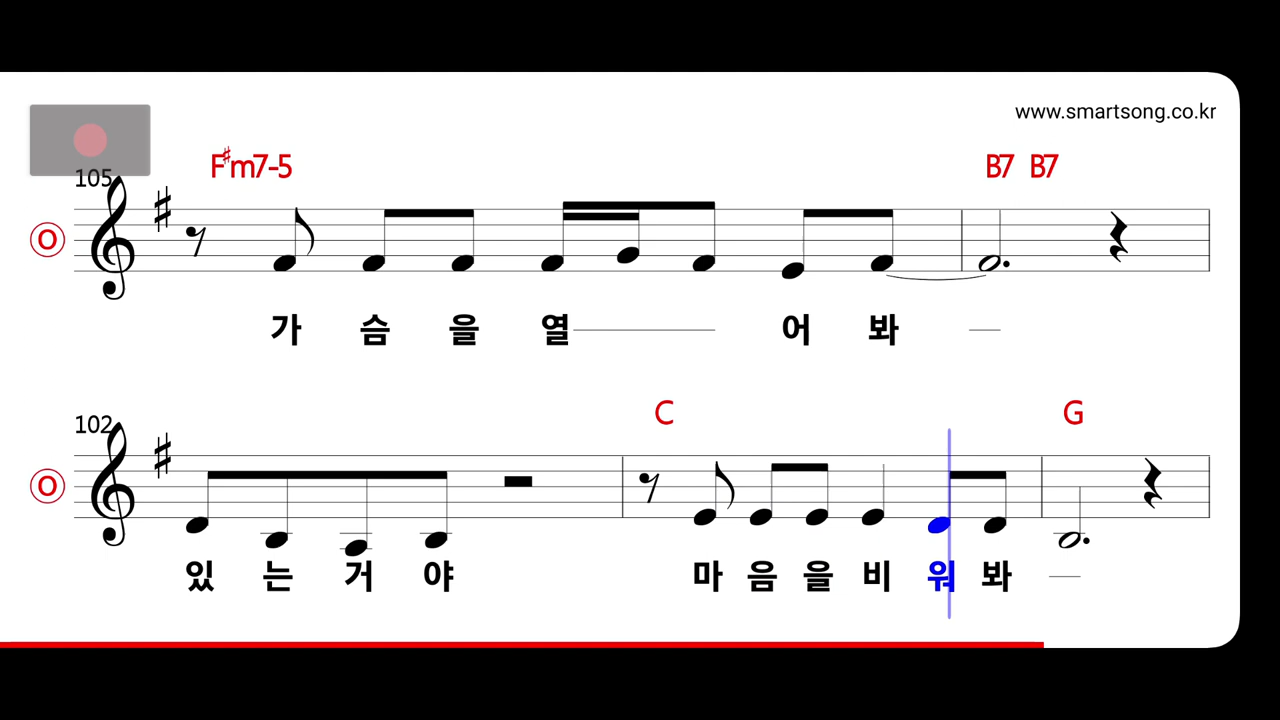 www.smartsong.co.kr
F♯m7-5 B7 B7
105
O
가 슴 을 열 어 봐
C G
102
O
있 는 거 야 마 음 을 비 워 봐